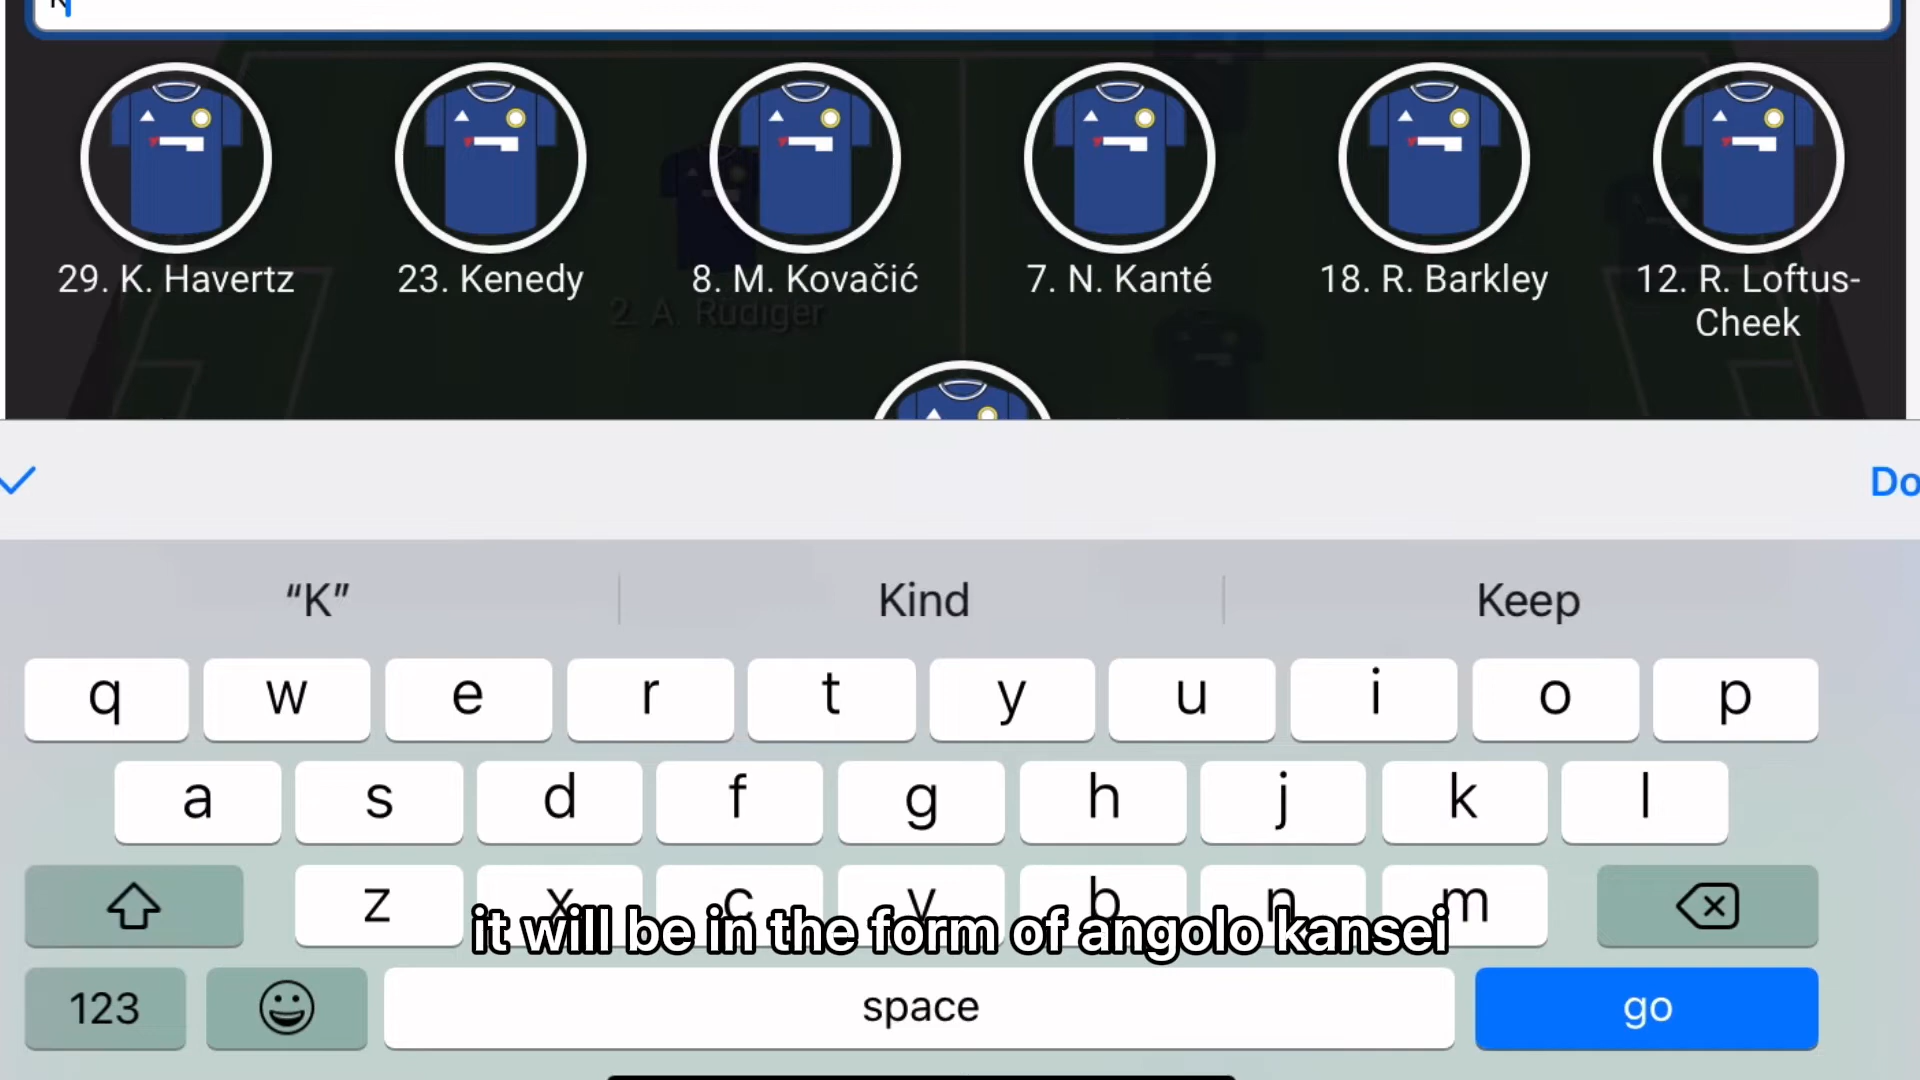 K
29. K. Havertz
23. Kenedy
8. M. Kovačić
7. N. Kanté
18. R. Barkley
12. R. Loftus-
Cheek
2. A. Rüdiger
Do
“K”
Kind
Keep
q w e r t y u i o p
a s d f g h j k l
z x c v b n m
it will be in the form of angolo kansei
123
space
go